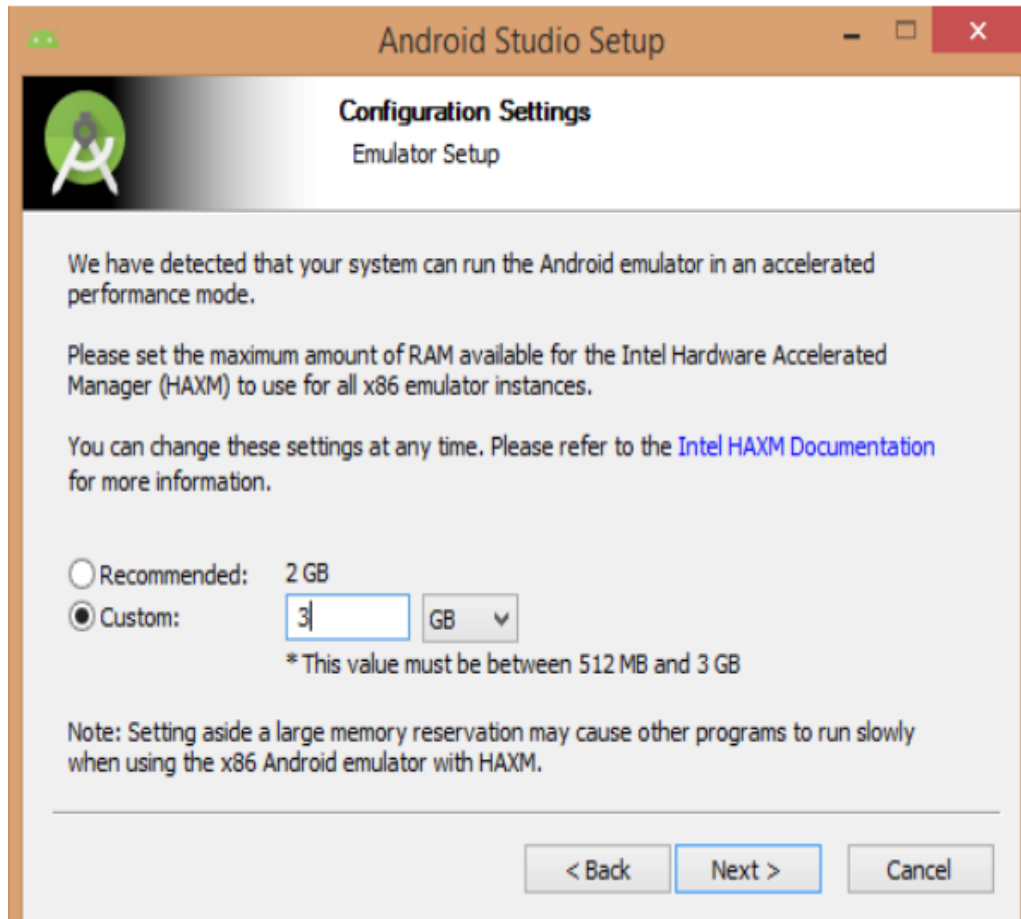 Android Studio Setup
Configuration Settings
Emulator Setup
We have detected that your system can run the Android emulator in an accelerated
performance mode.
Please set the maximum amount of RAM available for the Intel Hardware Accelerated
Manager (HAXM) to use for all x86 emulator instances.
You can change these settings at any time. Please refer to the Intel HAXM Documentation
for more information.
Recommended: 2 GB
Custom: 3 GB
* This value must be between 512 MB and 3 GB
Note: Setting aside a large memory reservation may cause other programs to run slowly
when using the x86 Android emulator with HAXM.
< Back Next > Cancel